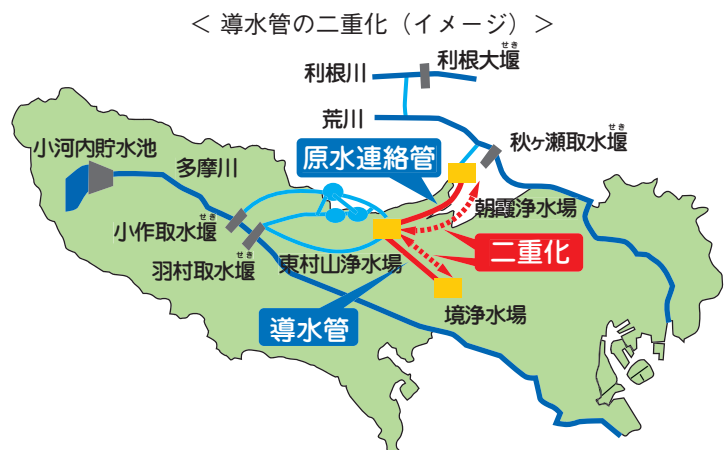 ＜ 導水管の二重化（イメージ）＞
利根川
利根大堰
せき
荒川
秋ヶ瀬取水堰
せき
原水連絡管
小河内貯水池
多摩川
朝霞浄水場
小作取水堰
せき
二重化
羽村取水堰
せき
東村山浄水場
境浄水場
導水管